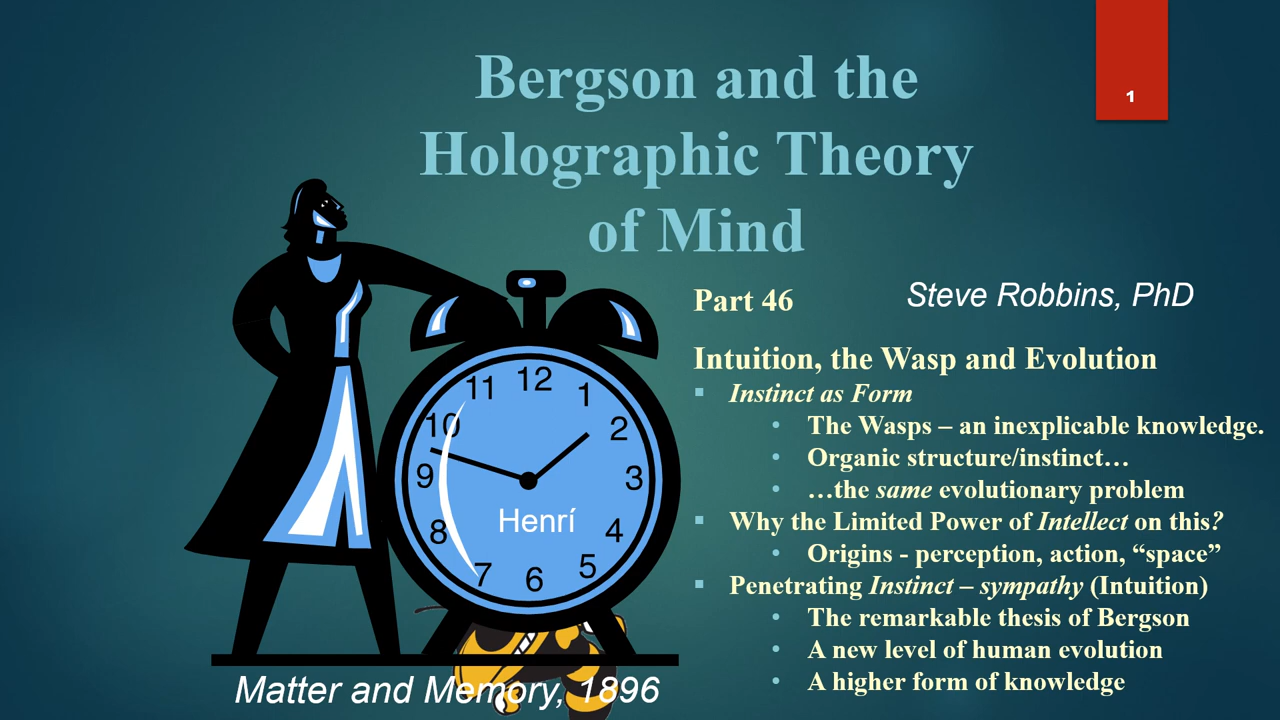 1
Bergson and the
Holographic Theory
of Mind
Part 46
Steve Robbins, PhD
Intuition, the Wasp and Evolution
Instinct as Form
The Wasps – an inexplicable knowledge.
Organic structure/instinct…
…the same evolutionary problem
Why the Limited Power of Intellect on this?
Origins - perception, action, “space”
Penetrating Instinct – sympathy (Intuition)
The remarkable thesis of Bergson
A new level of human evolution
A higher form of knowledge
12
1
2
3
4
5
6
7
8
9
10
11
Henrí
Matter and Memory, 1896